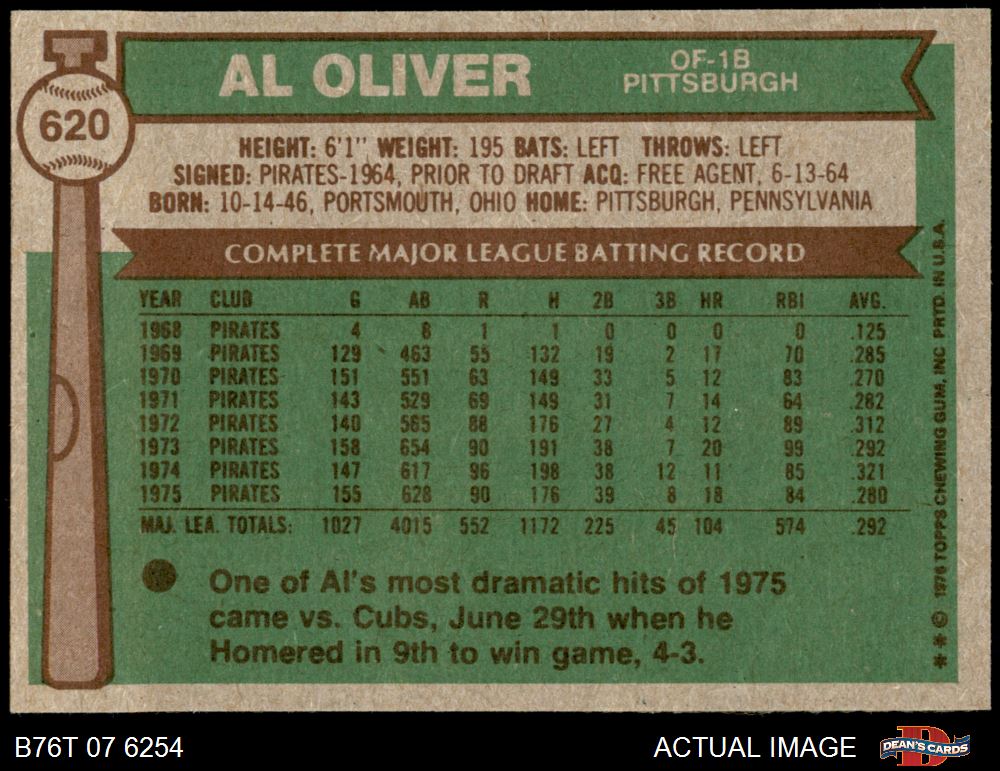 620
AL OLIVER
OF-1B
PITTSBURGH
HEIGHT: 6'1" WEIGHT: 195 BATS: LEFT THROWS: LEFT
SIGNED: PIRATES-1964, PRIOR TO DRAFT ACQ: FREE AGENT, 6-13-64
BORN: 10-14-46, PORTSMOUTH, OHIO HOME: PITTSBURGH, PENNSYLVANIA
COMPLETE MAJOR LEAGUE BATTING RECORD
YEAR CLUB G AB R H 2B 3B HR RBI AVG.
1968 PIRATES 4 8 1 1 0 0 0 0 .125
1969 PIRATES 129 463 55 132 19 2 17 70 .285
1970 PIRATES 151 551 63 149 33 5 12 83 .270
1971 PIRATES 143 529 69 149 31 7 14 64 .282
1972 PIRATES 140 565 88 176 27 4 12 89 .312
1973 PIRATES 158 654 90 191 38 7 20 99 .292
1974 PIRATES 147 617 96 198 38 12 11 85 .321
1975 PIRATES 155 628 90 176 39 8 18 84 .280
MAJ. LEA. TOTALS: 1027 4015 552 1172 225 45 104 574 .292
One of Al's most dramatic hits of 1975
came vs. Cubs, June 29th when he
Homered in 9th to win game, 4-3.
** © 1976 TOPPS CHEWING GUM, INC PRTD. IN U.S.A.
B76T 07 6254
ACTUAL IMAGE
DEAN'S CARDS